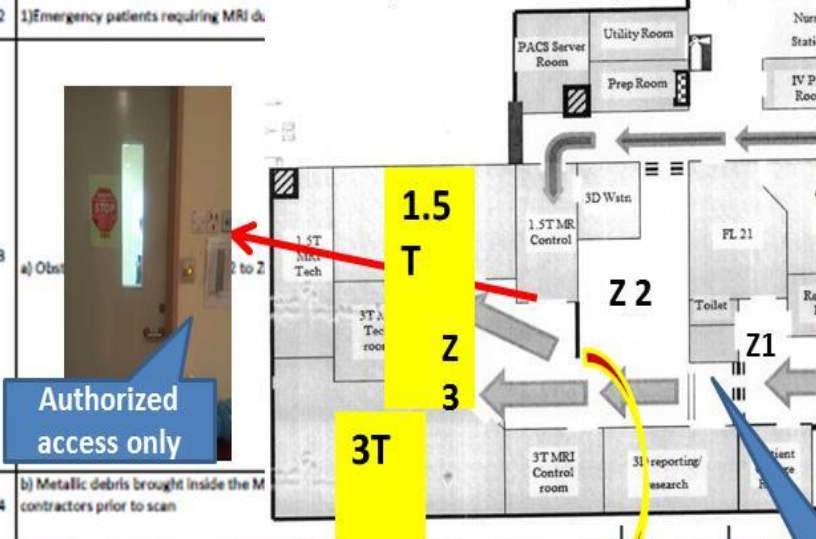 2
1)Emergency patients requiring MRI du
3
a) Obst
2 to Z
STOP
Authorized
access only
b) Metallic debris brought inside the M
4
contractors prior to scan
PACS Server
Room
Utility Room
Prep Room
Nur
Stati
IV P
Roo
3D Wstn
1.5T MR
Control
FL 21
1.5T
MRI
Tech
1.5
T
Z 2
3T M
Tec
room
Toilet
Z1
Z
3
3T
3T MRI
Control
room
3D reporting/
research